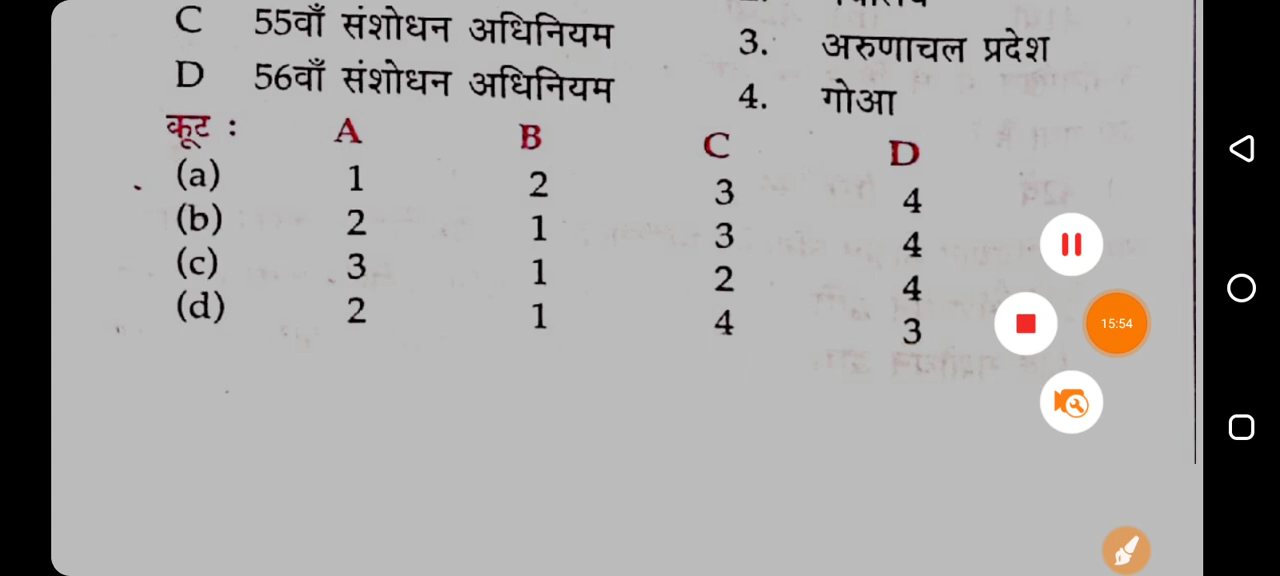 C 55वाँ संशोधन अधिनियम 3. अरुणाचल प्रदेश
D 56वाँ संशोधन अधिनियम 4. गोआ
कूट : A B C D
(a) 1 2 3 4
(b) 2 1 3 4
(c) 3 1 2 4
(d) 2 1 4 3
15:54